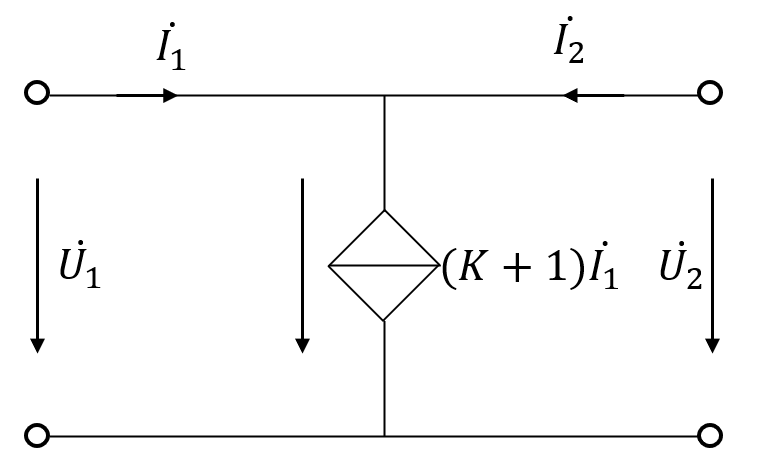 İ₁
İ₂
U̇₁
(K + 1)İ₁
U̇₂